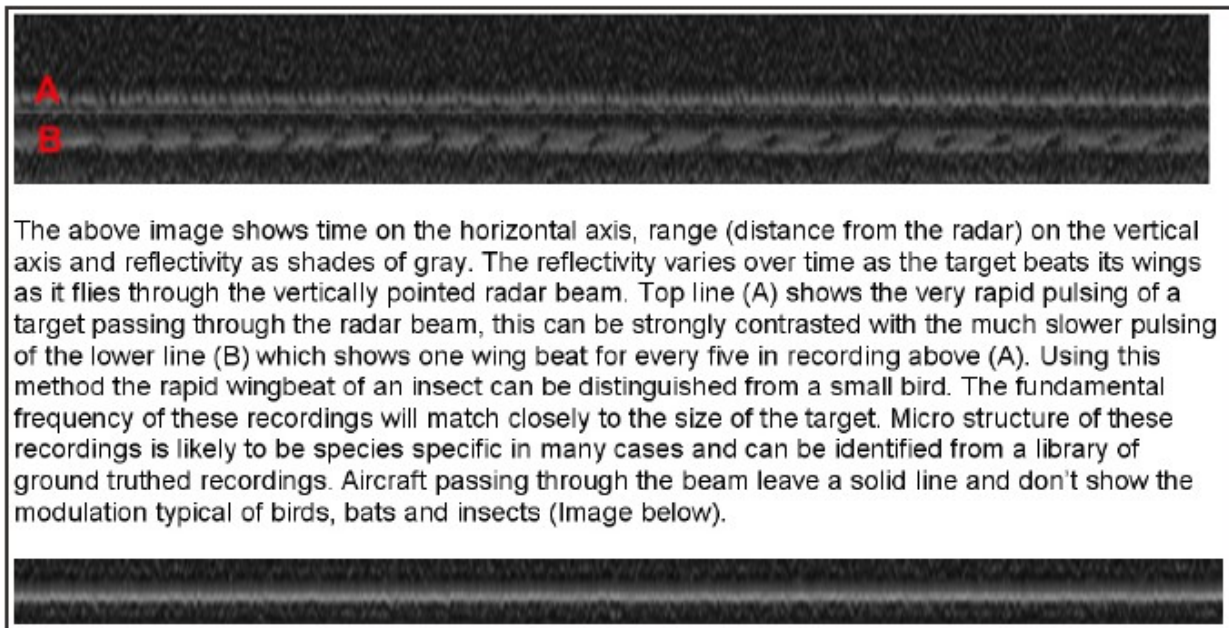 A
B
The above image shows time on the horizontal axis, range (distance from the radar) on the vertical
axis and reflectivity as shades of gray. The reflectivity varies over time as the target beats its wings
as it flies through the vertically pointed radar beam. Top line (A) shows the very rapid pulsing of a
target passing through the radar beam, this can be strongly contrasted with the much slower pulsing
of the lower line (B) which shows one wing beat for every five in recording above (A). Using this
method the rapid wingbeat of an insect can be distinguished from a small bird. The fundamental
frequency of these recordings will match closely to the size of the target. Micro structure of these
recordings is likely to be species specific in many cases and can be identified from a library of
ground truthed recordings. Aircraft passing through the beam leave a solid line and don't show the
modulation typical of birds, bats and insects (Image below).